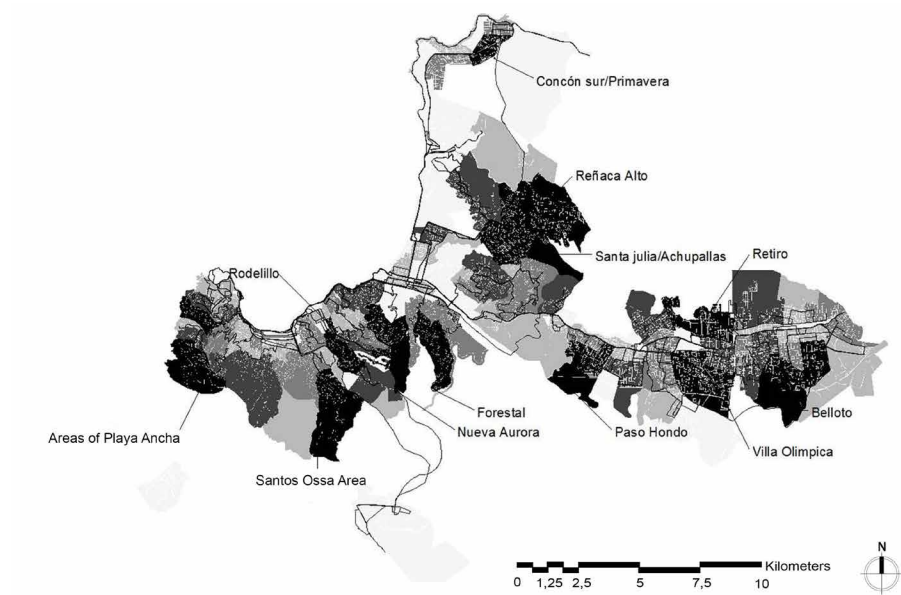 Concón sur/Primavera
Reñaca Alto
Santa julia/Achupallas
Retiro
Rodelillo
Forestal
Nueva Aurora
Paso Hondo
Belloto
Villa Olimpica
Areas of Playa Ancha
Santos Ossa Area
N
Kilometers
0 1,25 2,5 5 7,5 10